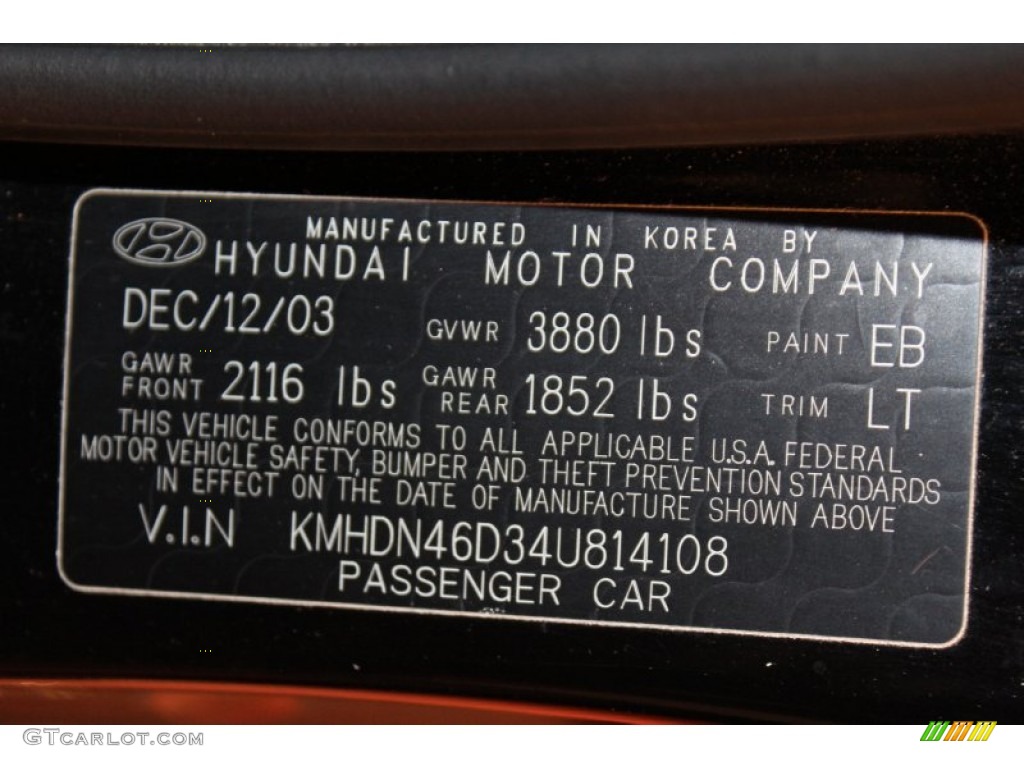 MANUFACTURED IN KOREA BY
HYUNDAI MOTOR COMPANY
DEC/12/03 GVWR 3880 lbs PAINT EB
GAWR FRONT 2116 lbs GAWR REAR 1852 lbs TRIM LT
THIS VEHICLE CONFORMS TO ALL APPLICABLE U.S.A. FEDERAL
MOTOR VEHICLE SAFETY, BUMPER AND THEFT PREVENTION STANDARDS
IN EFFECT ON THE DATE OF MANUFACTURE SHOWN ABOVE
V.I.N KMHDN46D34U814108
PASSENGER CAR
GTCARLOT.COM